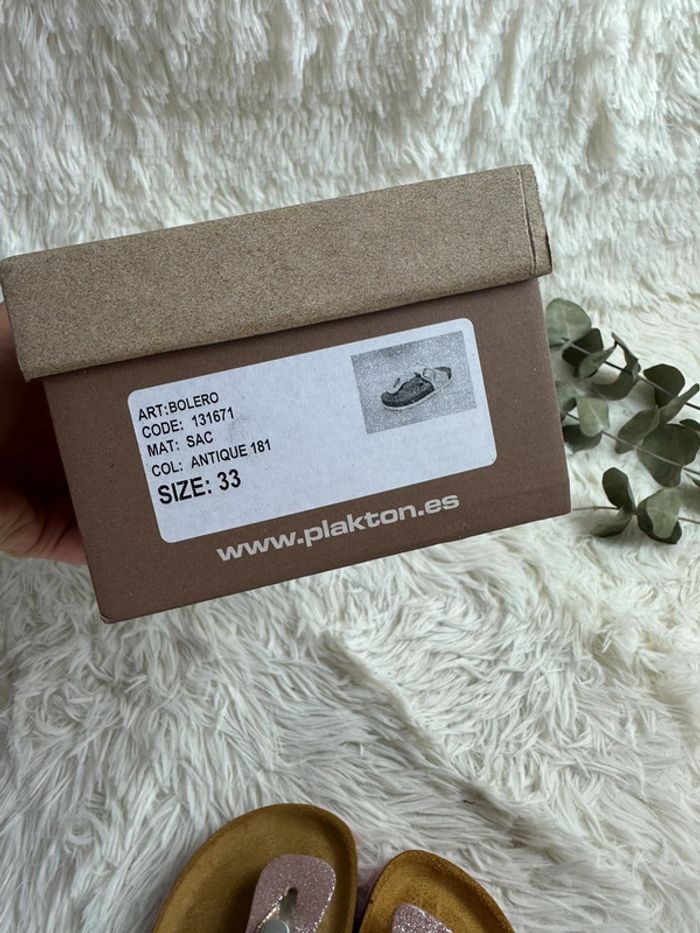 ART:BOLERO
CODE: 131671
MAT: SAC
COL: ANTIQUE 181
SIZE: 33
www.plakton.es